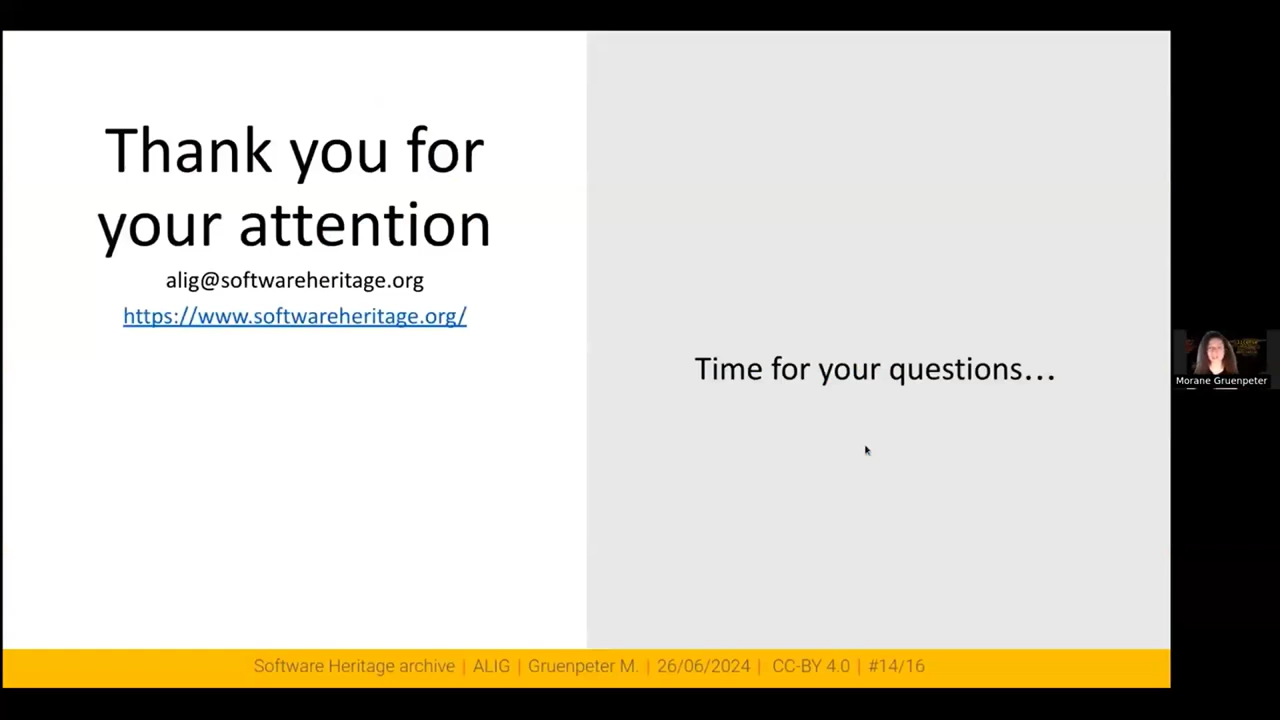 Thank you for
your attention
alig@softwareheritage.org
https://www.softwareheritage.org/
Time for your questions...
Morane Gruenpeter
Software Heritage archive | ALIG | Gruenpeter M. | 26/06/2024 | CC-BY 4.0 | #14/16